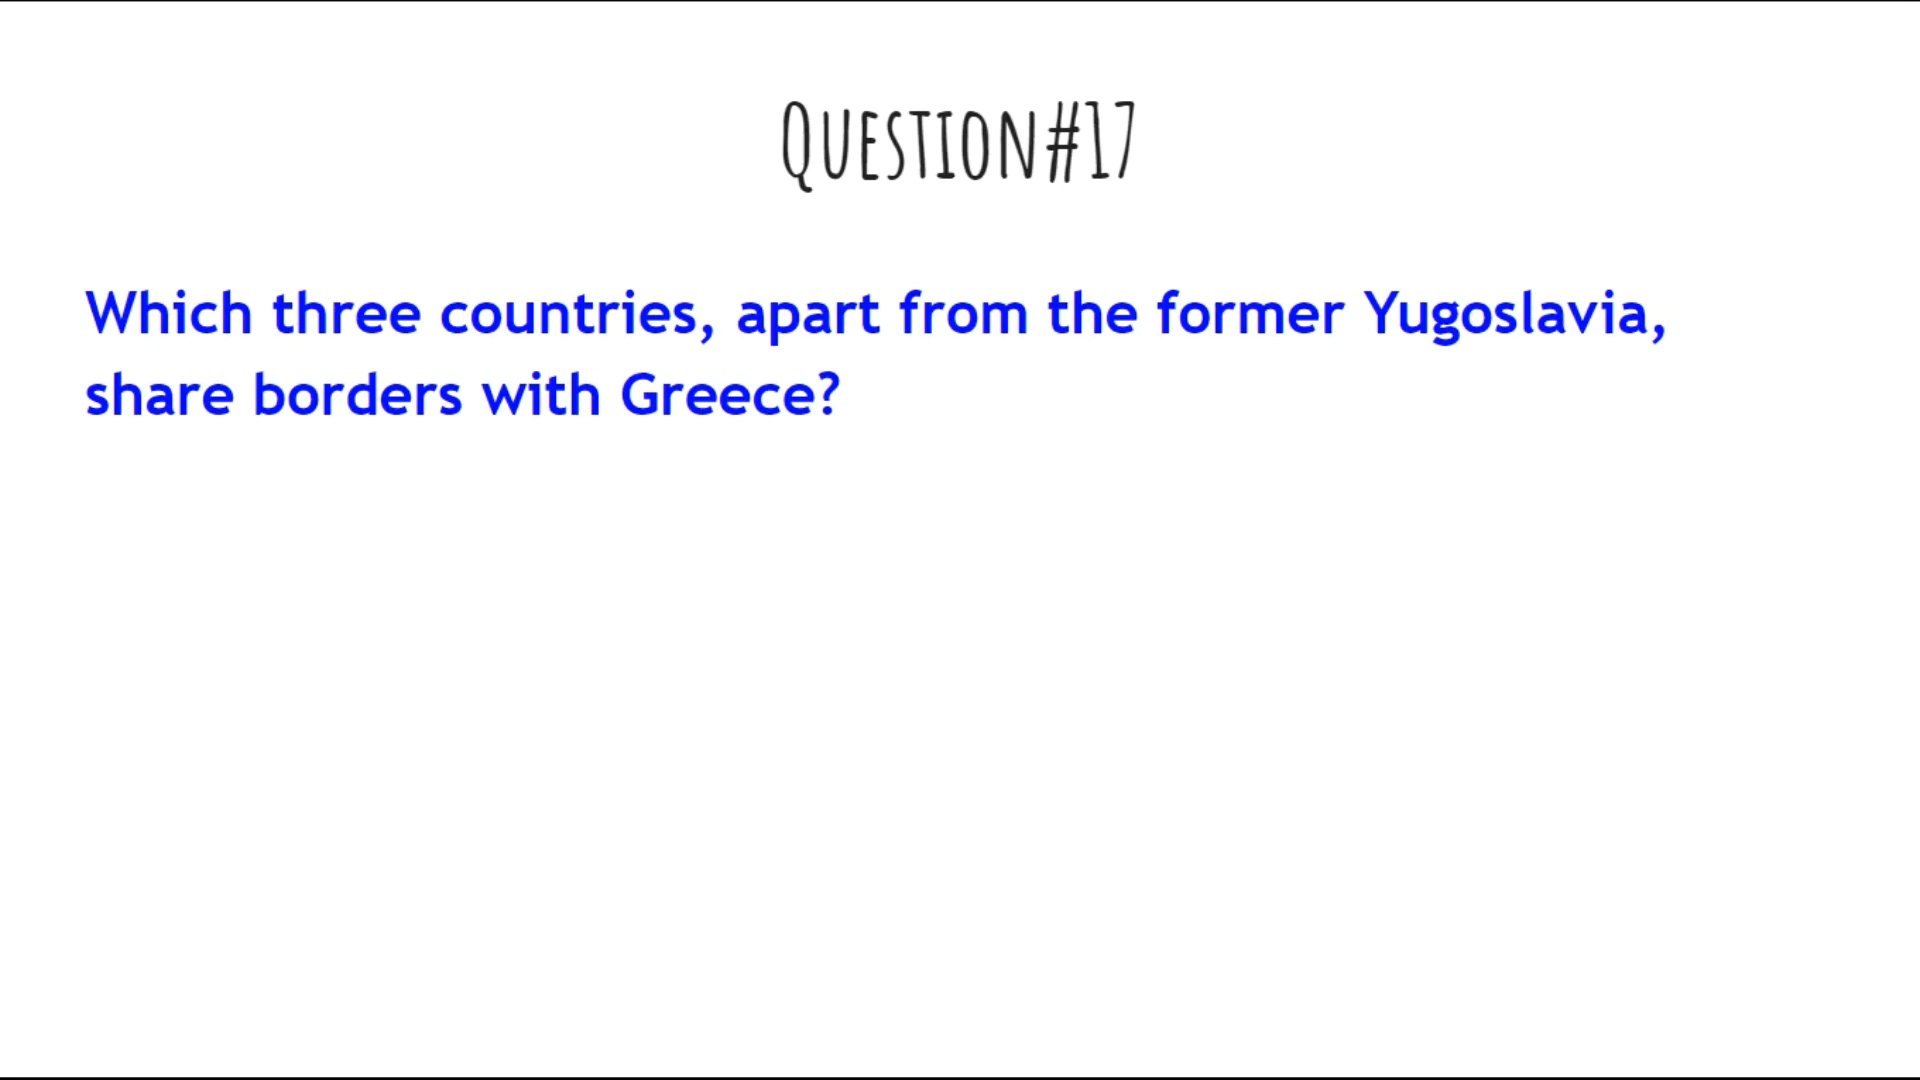 Question#17
Which three countries, apart from the former Yugoslavia,
share borders with Greece?